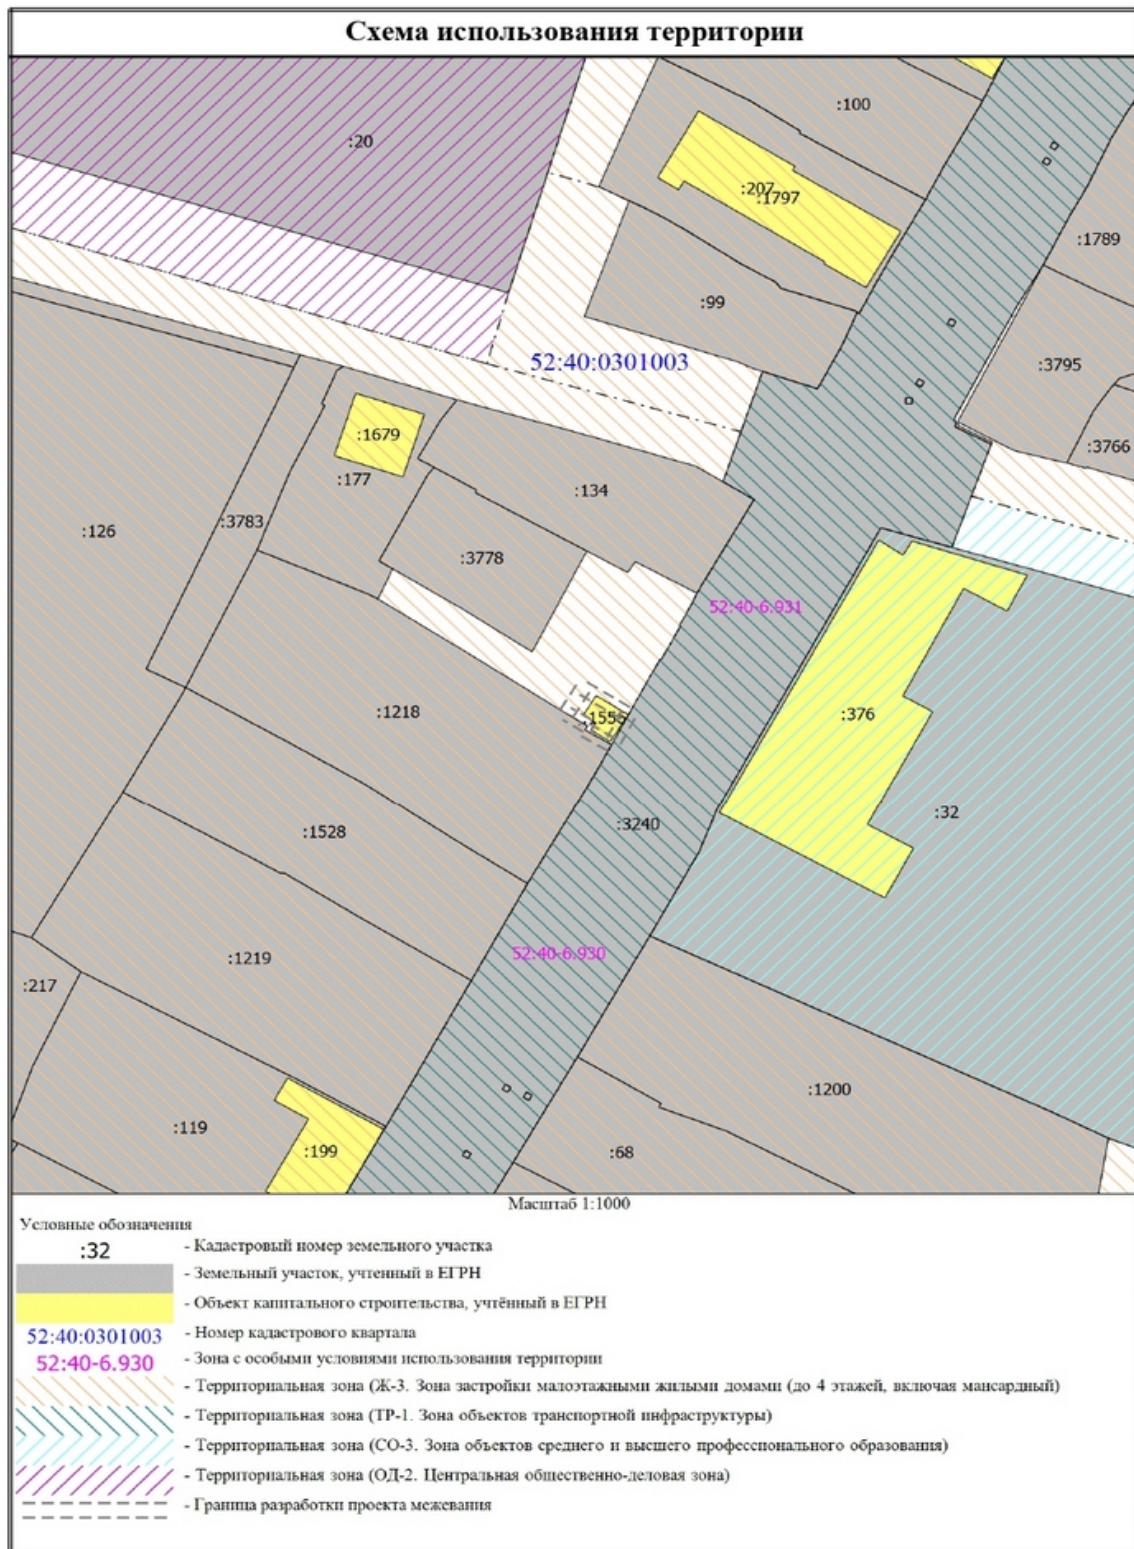 Схема использования территории
:100
:20
:207
:1797
:1789
:99
52:40:0301003
:3795
:1679
:3766
:177
:134
:3783
:126
:3778
52:40-6.931
:1218
1555
:376
:3240
:32
:1528
52:40-6.930
:1219
:217
:1200
:119
:199
:68
Масштаб 1:1000
Условные обозначения
:32 - Кадастровый номер земельного участка
- Земельный участок, учтенный в ЕГРН
- Объект капитального строительства, учтённый в ЕГРН
52:40:0301003 - Номер кадастрового квартала
52:40-6.930 - Зона с особыми условиями использования территории
- Территориальная зона (Ж-3. Зона застройки малоэтажными жилыми домами (до 4 этажей, включая мансардный)
- Территориальная зона (ТР-1. Зона объектов транспортной инфраструктуры)
- Территориальная зона (СО-3. Зона объектов среднего и высшего профессионального образования)
- Территориальная зона (ОД-2. Центральная общественно-деловая зона)
- Граница разработки проекта межевания